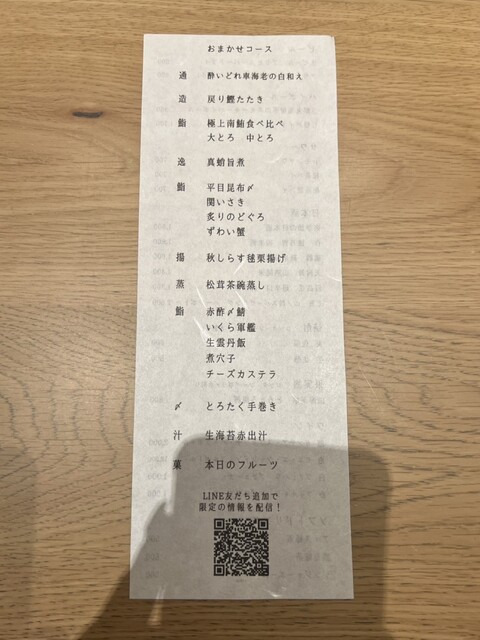 おまかせコース
通 酔いどれ車海老の白和え
造 戻り鰹たたき
鮨 極上南鮪食べ比べ
大とろ 中とろ
逸 真蛸旨煮
鮨 平目昆布〆
関いさき
炙りのどぐろ
ずわい蟹
揚 秋しらす毬栗揚げ
蒸 松茸茶碗蒸し
鮨 赤酢〆鯖
いくら軍艦
生雲丹飯
煮穴子
チーズカステラ
〆 とろたく手巻き
汁 生海苔赤出汁
菓 本日のフルーツ
LINE友だち追加で
限定の情報を配信！